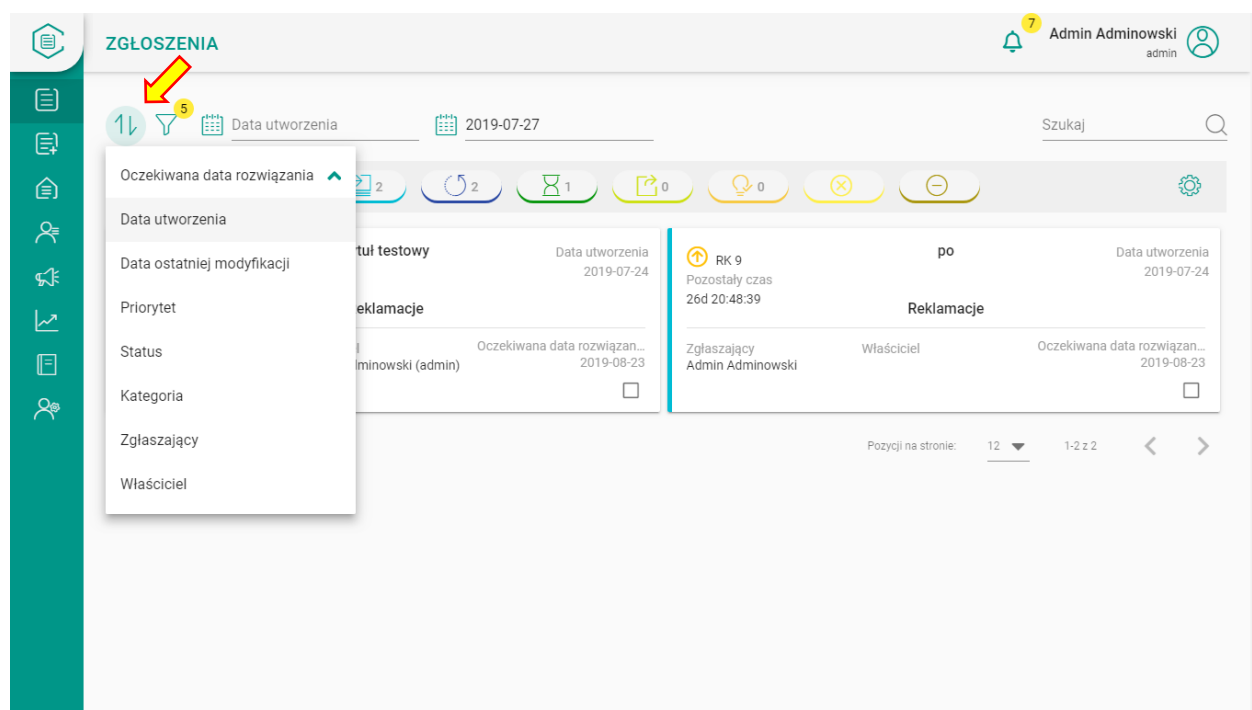 ZGŁOSZENIA
7
Admin Adminowski
admin
5
Data utworzenia
2019-07-27
Szukaj
Oczekiwana data rozwiązania
Data utworzenia
Data ostatniej modyfikacji
Priorytet
Status
Kategoria
Zgłaszający
Właściciel
2
2
1
0
0
tuł testowy
Data utworzenia
2019-07-24
eklamacje
Oczekiwana data rozwiązan...
dminowski (admin)
2019-08-23
RK 9
po
Data utworzenia
2019-07-24
Pozostały czas
26d 20:48:39
Reklamacje
Zgłaszający
Właściciel
Oczekiwana data rozwiązan...
Admin Adminowski
2019-08-23
Pozycji na stronie:
12
1-2 z 2